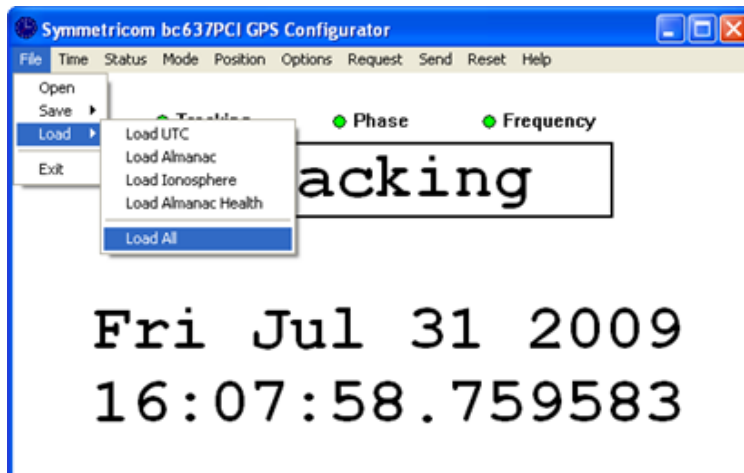 Symmetricom bc637PCI GPS Configurator
File Time Status Mode Position Options Request Send Reset Help
Open
Save
Load
Exit
Load UTC
Load Almanac
Load Ionosphere
Load Almanac Health
Load All
Phase
Frequency
acking
Fri Jul 31 2009
16:07:58.759583